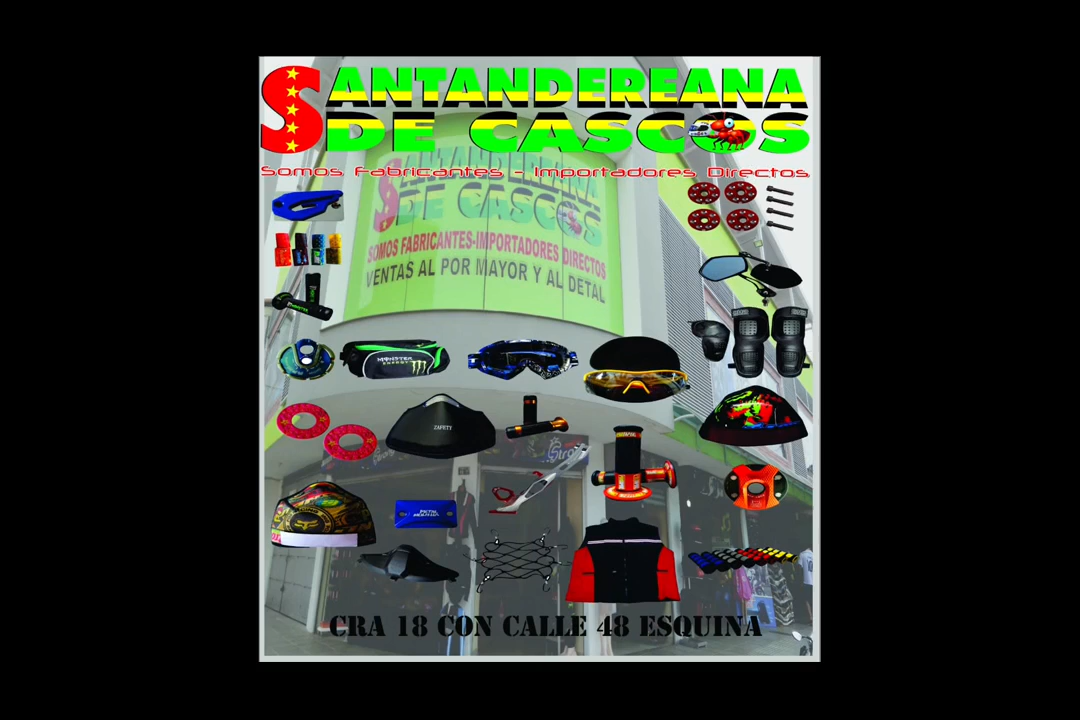 SANTANDEREANA
DE CASCOS
Somos Fabricantes - Importadores Directos
SANTANDEREANA
DE CASCOS
SOMOS FABRICANTES-IMPORTADORES DIRECTOS
VENTAS AL POR MAYOR Y AL DETAL
MONSTER
ENERGY
ZAFETY
CRA 18 CON CALLE 48 ESQUINA